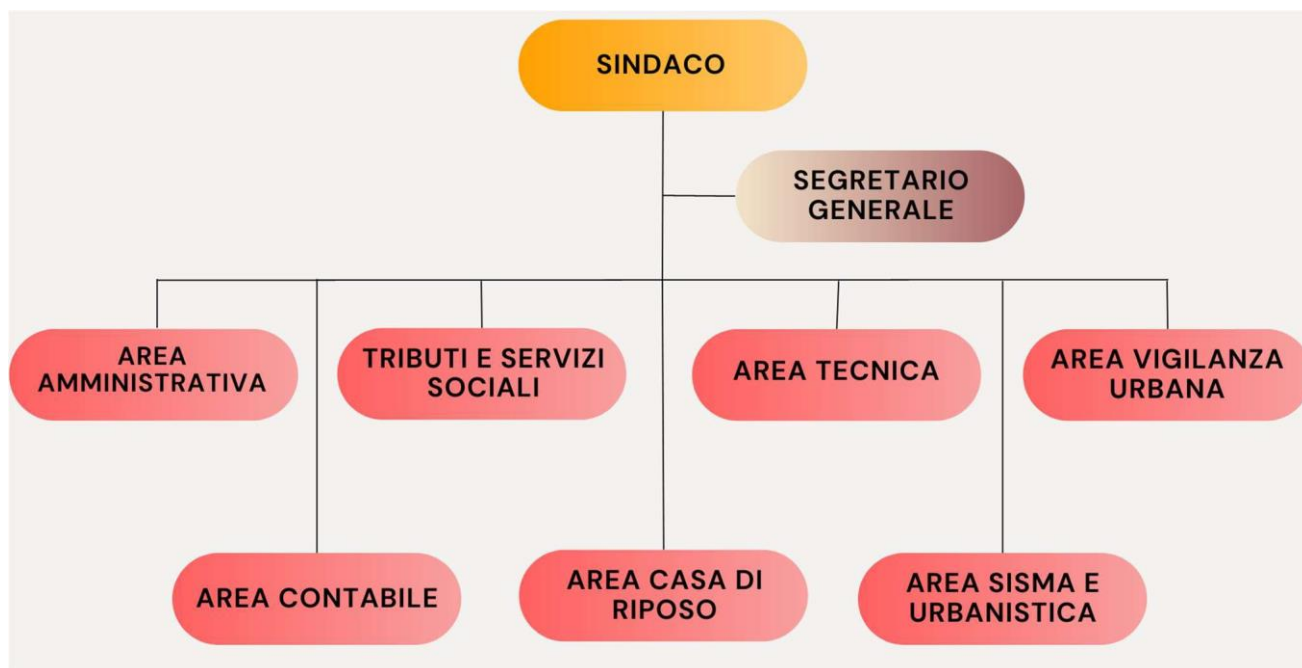 SINDACO
SEGRETARIO
GENERALE
AREA
AMMINISTRATIVA
TRIBUTI E SERVIZI
SOCIALI
AREA TECNICA
AREA VIGILANZA
URBANA
AREA CONTABILE
AREA CASA DI
RIPOSO
AREA SISMA E
URBANISTICA